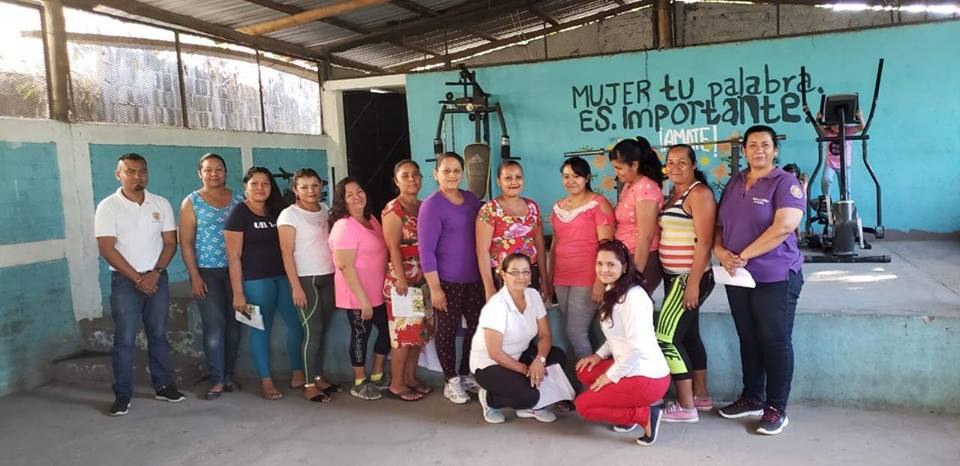 MUJER tu palabra.
ES. importante.
¡AMATE!